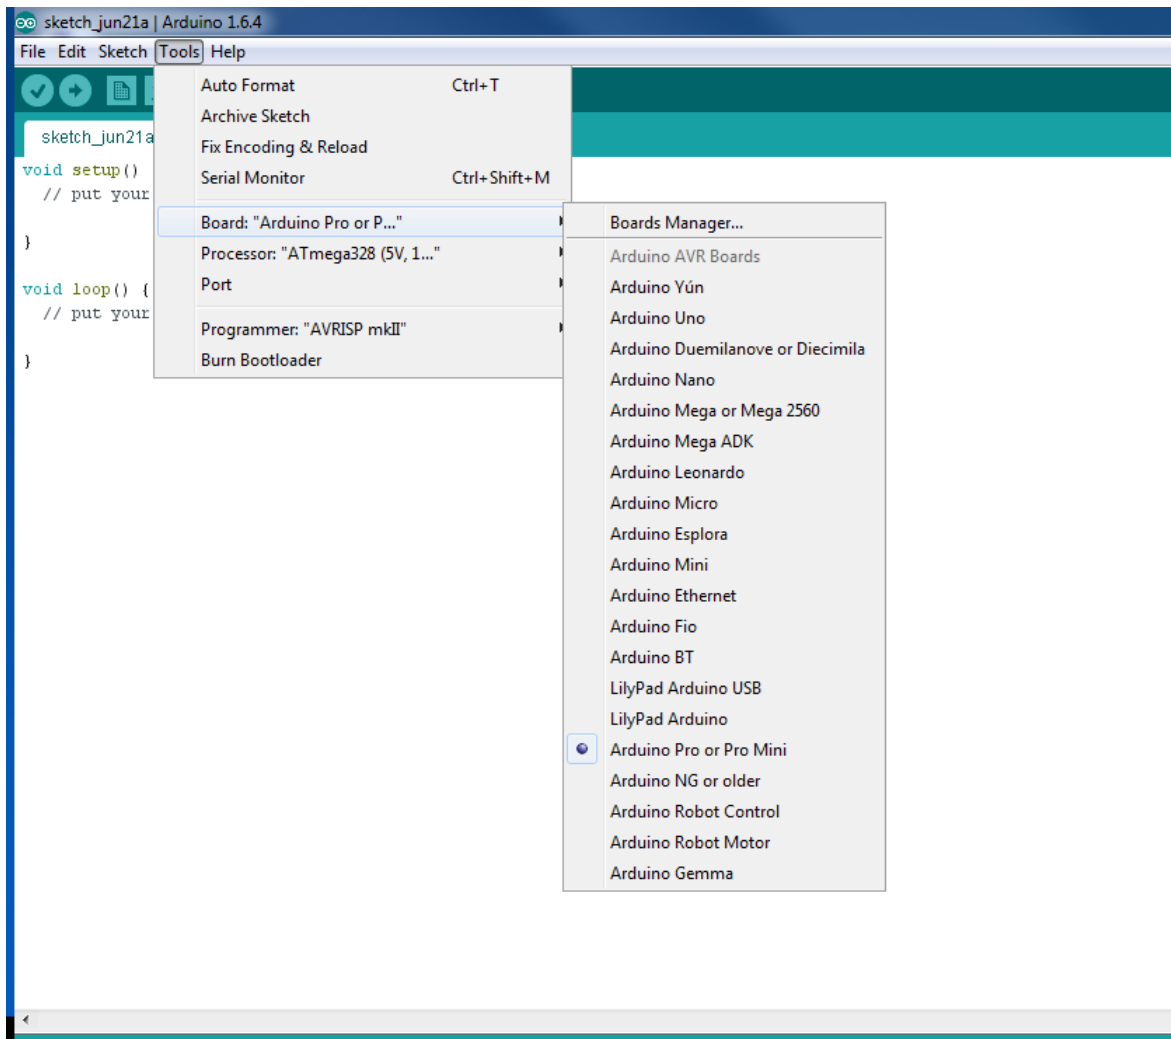 sketch_jun21a | Arduino 1.6.4
File Edit Sketch Tools Help
sketch_jun21a
void setup()
// put your
}
void loop() {
// put your
}
Auto Format Ctrl+T
Archive Sketch
Fix Encoding & Reload
Serial Monitor Ctrl+Shift+M
Board: "Arduino Pro or P..."
Processor: "ATmega328 (5V, 1..."
Port
Programmer: "AVRISP mkII"
Burn Bootloader
Boards Manager...
Arduino AVR Boards
Arduino Yún
Arduino Uno
Arduino Duemilanove or Diecimila
Arduino Nano
Arduino Mega or Mega 2560
Arduino Mega ADK
Arduino Leonardo
Arduino Micro
Arduino Esplora
Arduino Mini
Arduino Ethernet
Arduino Fio
Arduino BT
LilyPad Arduino USB
LilyPad Arduino
Arduino Pro or Pro Mini
Arduino NG or older
Arduino Robot Control
Arduino Robot Motor
Arduino Gemma